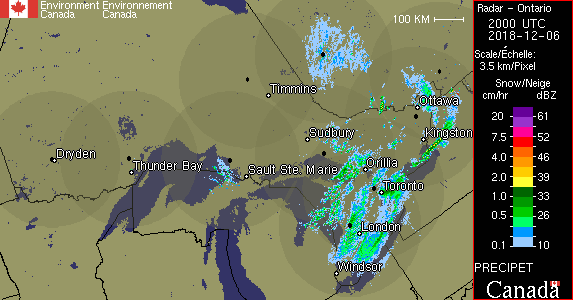 Environment Environnement
Canada Canada
100 KM
Timmins
Ottawa
Sudbury
Kingston
Dryden
Thunder Bay
Sault Ste. Marie
Orillia
Toronto
London
Windsor
Radar - Ontario
2000 UTC
2018-12-06
Scale/Échelle:
3.5 km/Pixel
Snow/Neige
cm/hr dBZ
20 61
7.5 52
4.0 46
2.0 39
1.0 33
0.5 26
0.1 10
PRECIPET
Canada